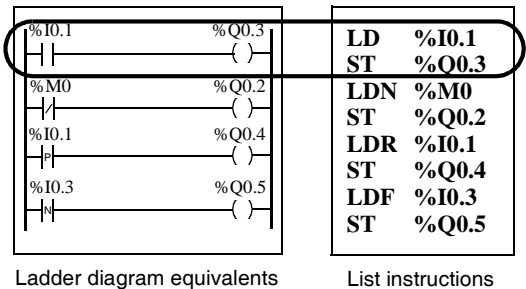 %I0.1 %Q0.3
%M0 %Q0.2
%I0.1 %Q0.4
P
%I0.3 %Q0.5
N
LD %I0.1
ST %Q0.3
LDN %M0
ST %Q0.2
LDR %I0.1
ST %Q0.4
LDF %I0.3
ST %Q0.5
Ladder diagram equivalents
List instructions